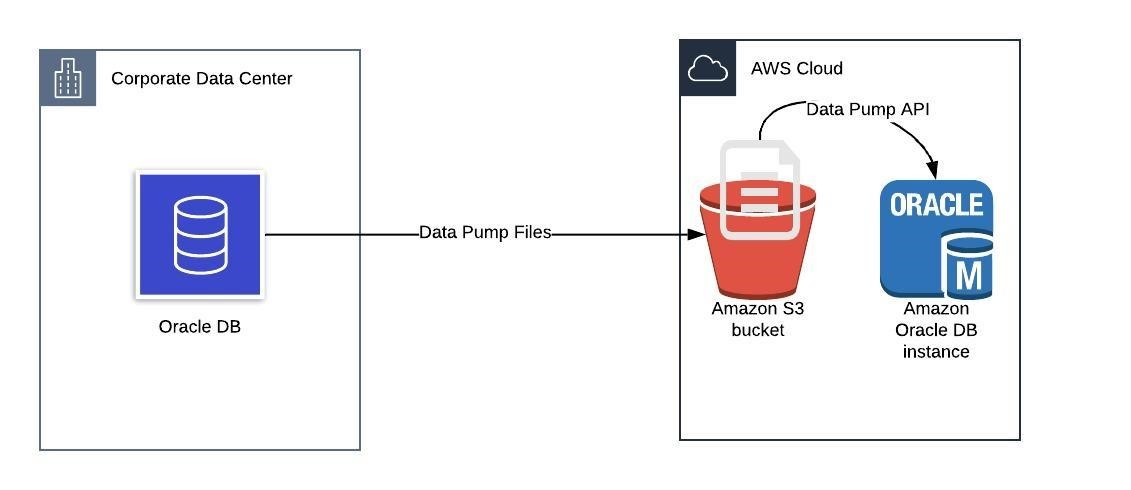 Corporate Data Center
AWS Cloud
Data Pump API
ORACLE
M
Data Pump Files
Oracle DB
Amazon S3
bucket
Amazon
Oracle DB
instance